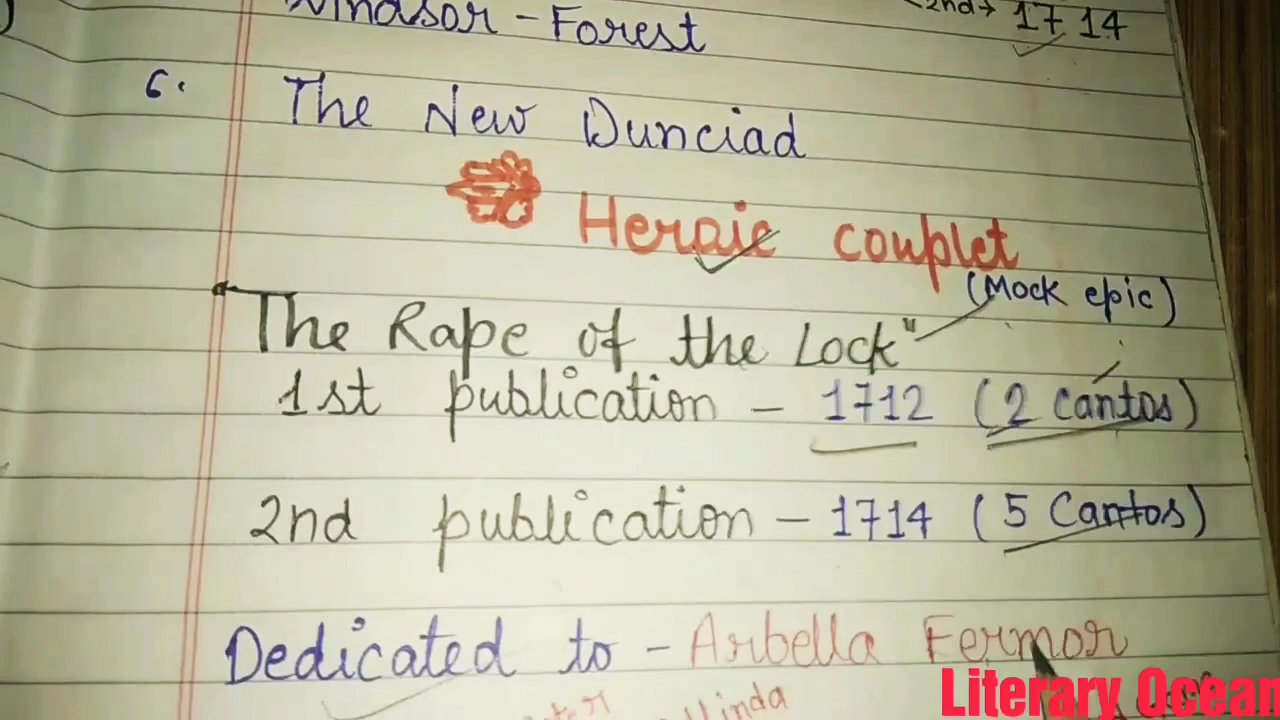 Windsor - Forest
2nd → 1714
6. The New Dunciad
Heroic couplet
(Mock epic)
"The Rape of the Lock"
1st publication - 1712 (2 Cantos)
2nd publication - 1714 (5 Cantos)
Dedicated to - Arbella Fermor
linda
Literary Ocean